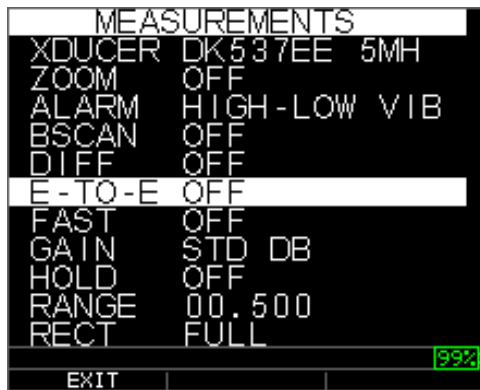 MEASUREMENTS
XDUCER DK537EE 5MH
ZOOM OFF
ALARM HIGH-LOW VIB
BSCAN OFF
DIFF OFF
E-TO-E OFF
FAST OFF
GAIN STD DB
HOLD OFF
RANGE 00.500
RECT FULL
99%
EXIT